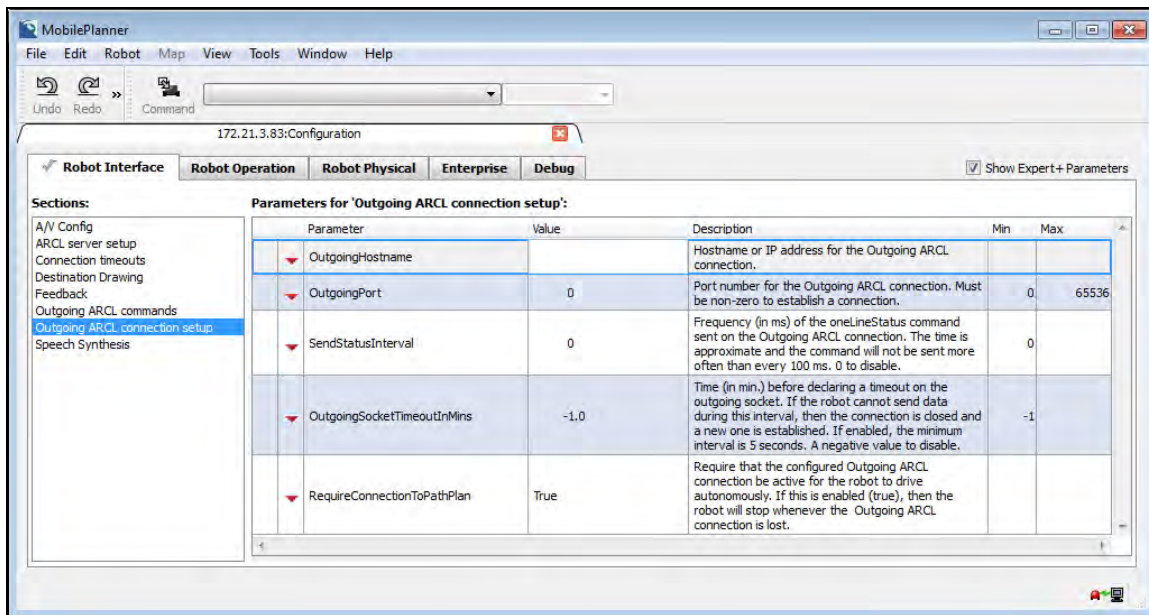 MobilePlanner
File Edit Robot Map View Tools Window Help
Undo Redo » Command
172.21.3.83:Configuration
Robot Interface Robot Operation Robot Physical Enterprise Debug Show Expert+ Parameters
Sections:
A/V Config
ARCL server setup
Connection timeouts
Destination Drawing
Feedback
Outgoing ARCL commands
Outgoing ARCL connection setup
Speech Synthesis
Parameters for 'Outgoing ARCL connection setup':
Parameter Value Description Min Max
OutgoingHostname
Hostname or IP address for the Outgoing ARCL
connection.
OutgoingPort 0
Port number for the Outgoing ARCL connection. Must
be non-zero to establish a connection.
0 65536
SendStatusInterval 0
Frequency (in ms) of the oneLineStatus command
sent on the Outgoing ARCL connection. The time is
approximate and the command will not be sent more
often than every 100 ms. 0 to disable.
0
OutgoingSocketTimeoutInMins -1.0
Time (in min.) before declaring a timeout on the
outgoing socket. If the robot cannot send data
during this interval, then the connection is closed and
a new one is established. If enabled, the minimum
interval is 5 seconds. A negative value to disable.
-1
RequireConnectionToPathPlan True
Require that the configured Outgoing ARCL
connection be active for the robot to drive
autonomously. If this is enabled (true), then the
robot will stop whenever the Outgoing ARCL
connection is lost.